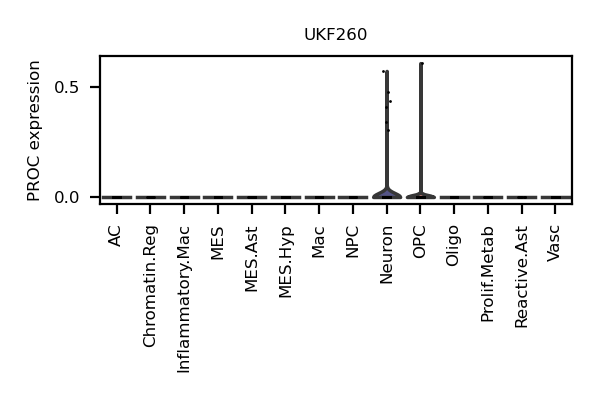 UKF260
PROC expression
0.5
0.0
AC
Chromatin.Reg
Inflammatory.Mac
MES
MES.Ast
MES.Hyp
Mac
NPC
Neuron
OPC
Oligo
Prolif.Metab
Reactive.Ast
Vasc